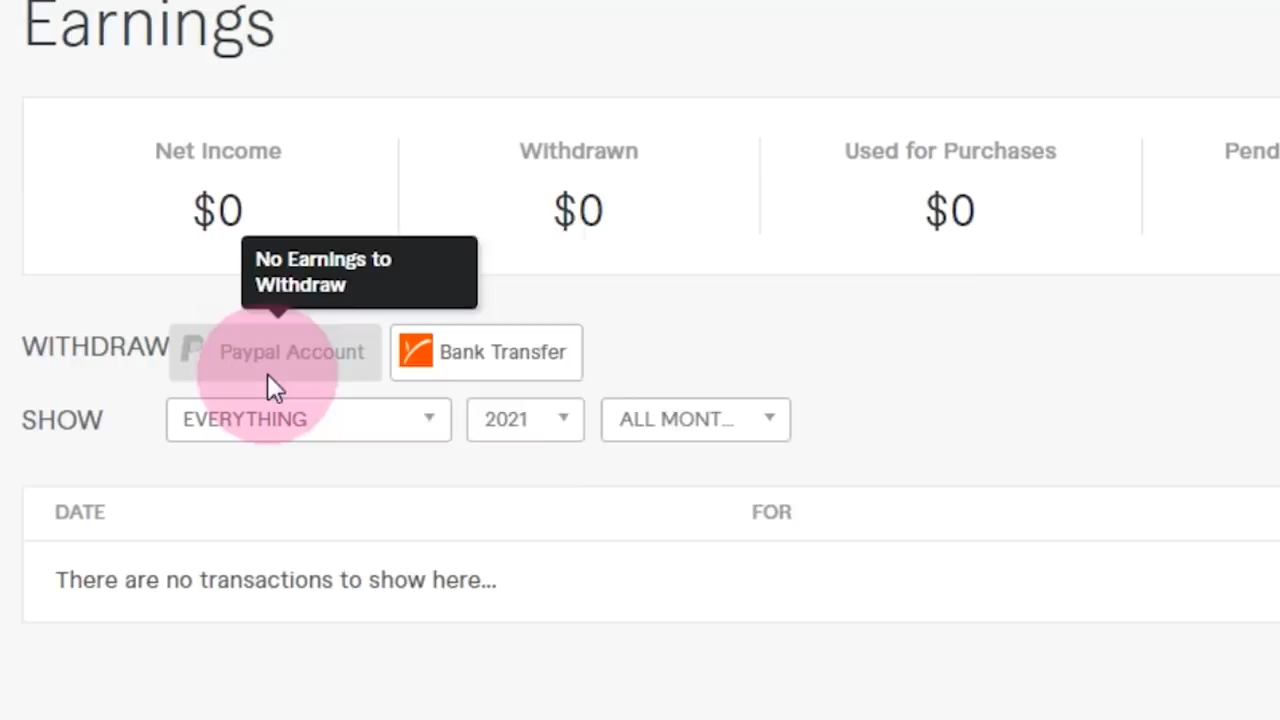 Earnings
Net Income
Withdrawn
Used for Purchases
Pend
$0
$0
$0
No Earnings to
Withdraw
WITHDRAW
Paypal Account
Bank Transfer
SHOW
EVERYTHING
2021
ALL MONT...
DATE
FOR
There are no transactions to show here...